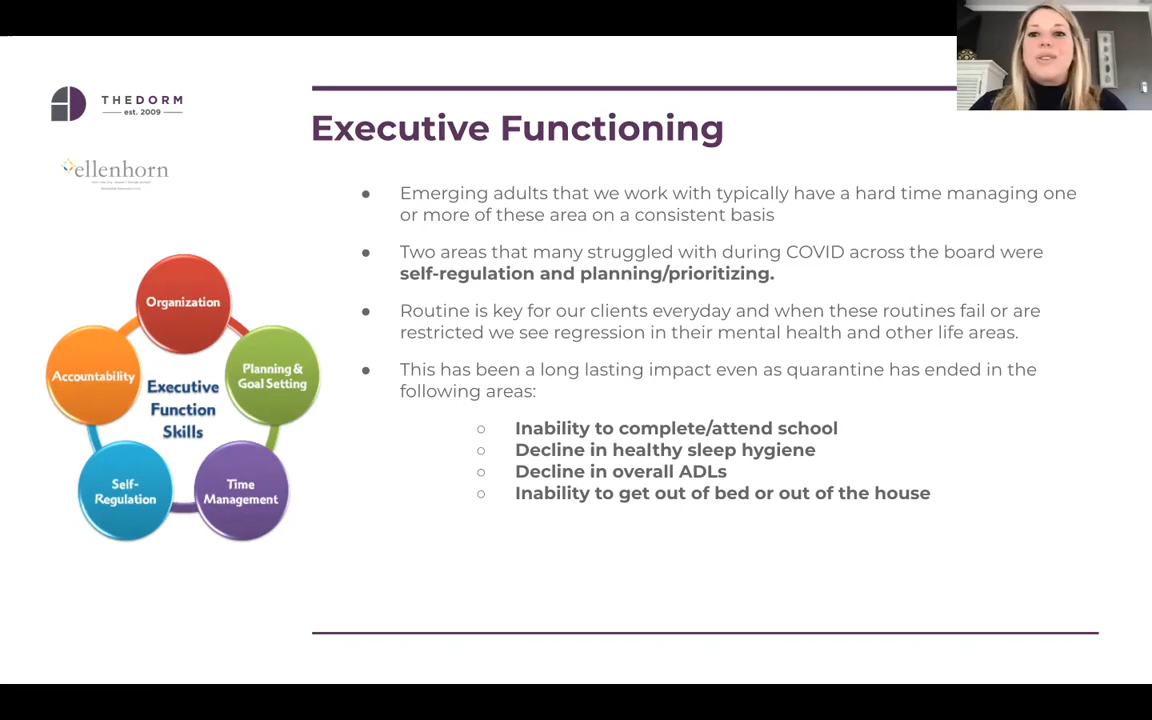 THEDORM
est. 2009
ellenhorn
Executive Functioning
● Emerging adults that we work with typically have a hard time managing one
or more of these area on a consistent basis
● Two areas that many struggled with during COVID across the board were
self-regulation and planning/prioritizing.
● Routine is key for our clients everyday and when these routines fail or are
restricted we see regression in their mental health and other life areas.
● This has been a long lasting impact even as quarantine has ended in the
following areas:
○ Inability to complete/attend school
○ Decline in healthy sleep hygiene
○ Decline in overall ADLs
○ Inability to get out of bed or out of the house
Organization
Planning &
Goal Setting
Time
Management
Self-
Regulation
Accountability
Executive
Function
Skills